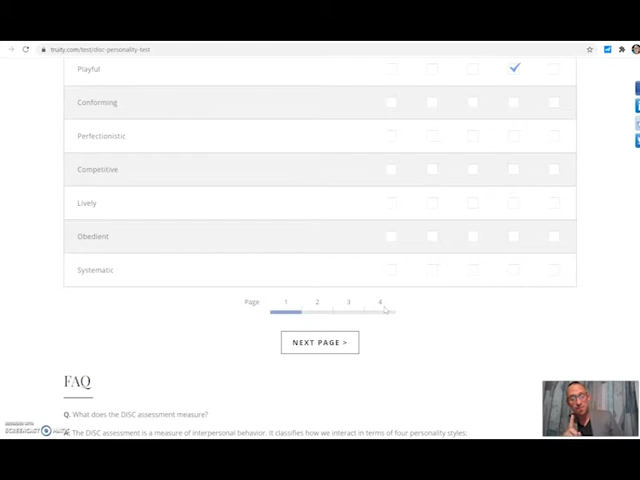 truity.com/test/disc-personality-test
Playful
Conforming
Perfectionistic
Competitive
Lively
Obedient
Systematic
Page 1 2 3 4
NEXT PAGE >
FAQ
Q. What does the DISC assessment measure?
A. The DISC assessment is a measure of interpersonal behavior. It classifies how we interact in terms of four personality styles:
SCREENCAST